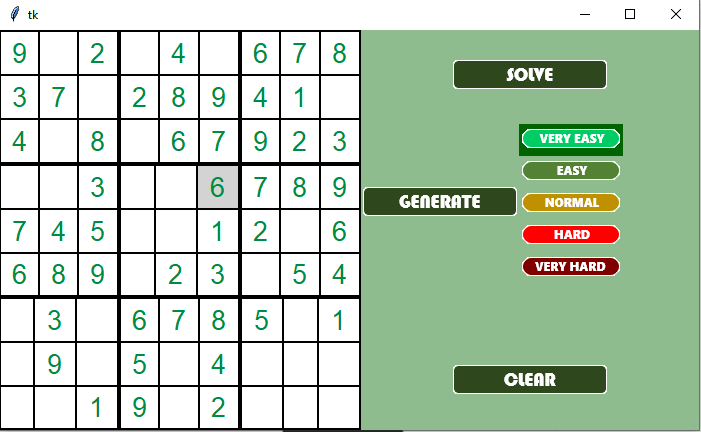 tk
9 2 4 6 7 8
3 7 2 8 9 4 1
4 8 6 7 9 2 3
3 6 7 8 9
7 4 5 1 2 6
6 8 9 2 3 5 4
3 6 7 8 5 1
9 5 4
1 9 2
SOLVE
VERY EASY
EASY
GENERATE
NORMAL
HARD
VERY HARD
CLEAR